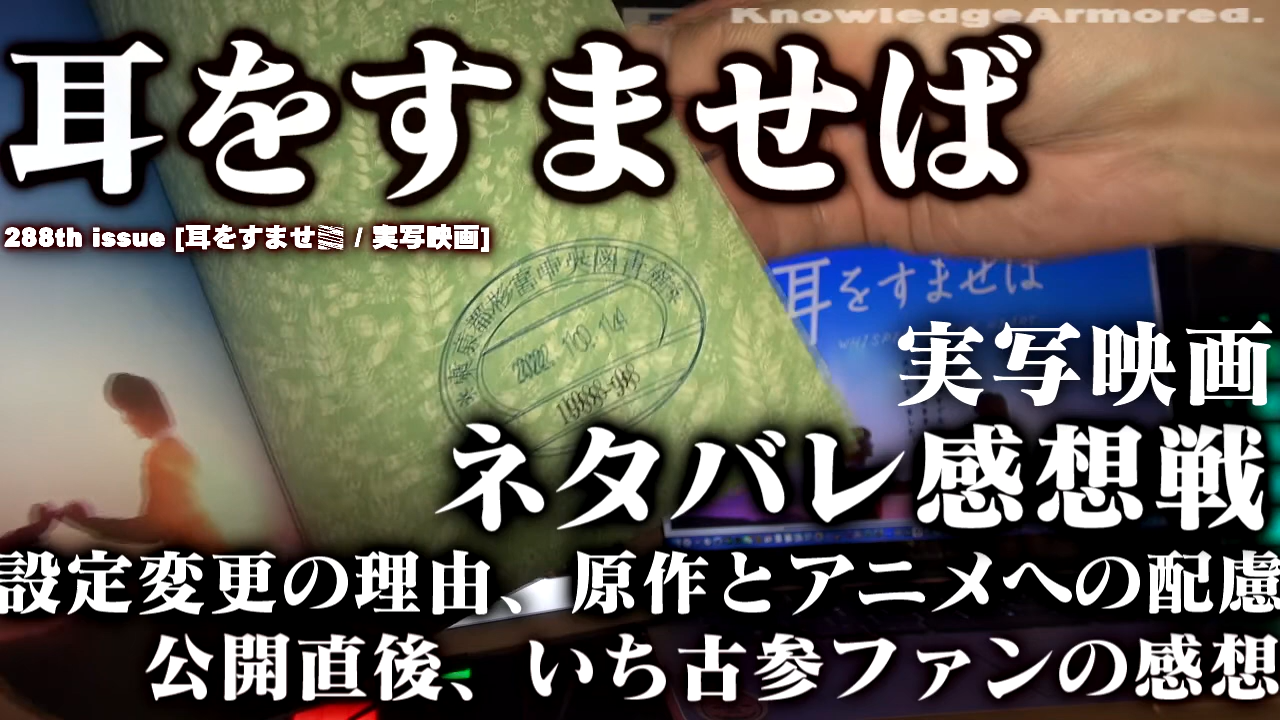 KnowledgeArmored.
耳をすませば
288th issue [耳をすませ / 実写映画]
2022.10.14
耳をすませば
実写映画
ネタバレ感想戦
設定変更の理由、原作とアニメへの配慮
公開直後、いち古参ファンの感想